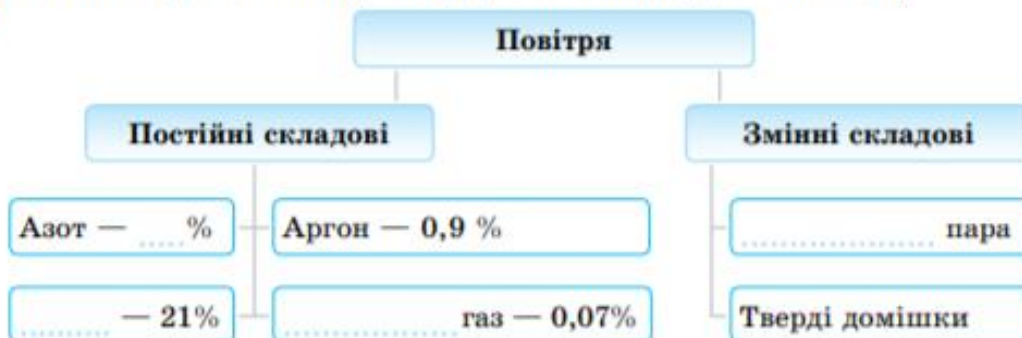 Повітря
Постійні складові
Змінні складові
Азот — ..... %
Аргон — 0,9 %
.................... пара
......... — 21%
.................. газ — 0,07%
Тверді домішки